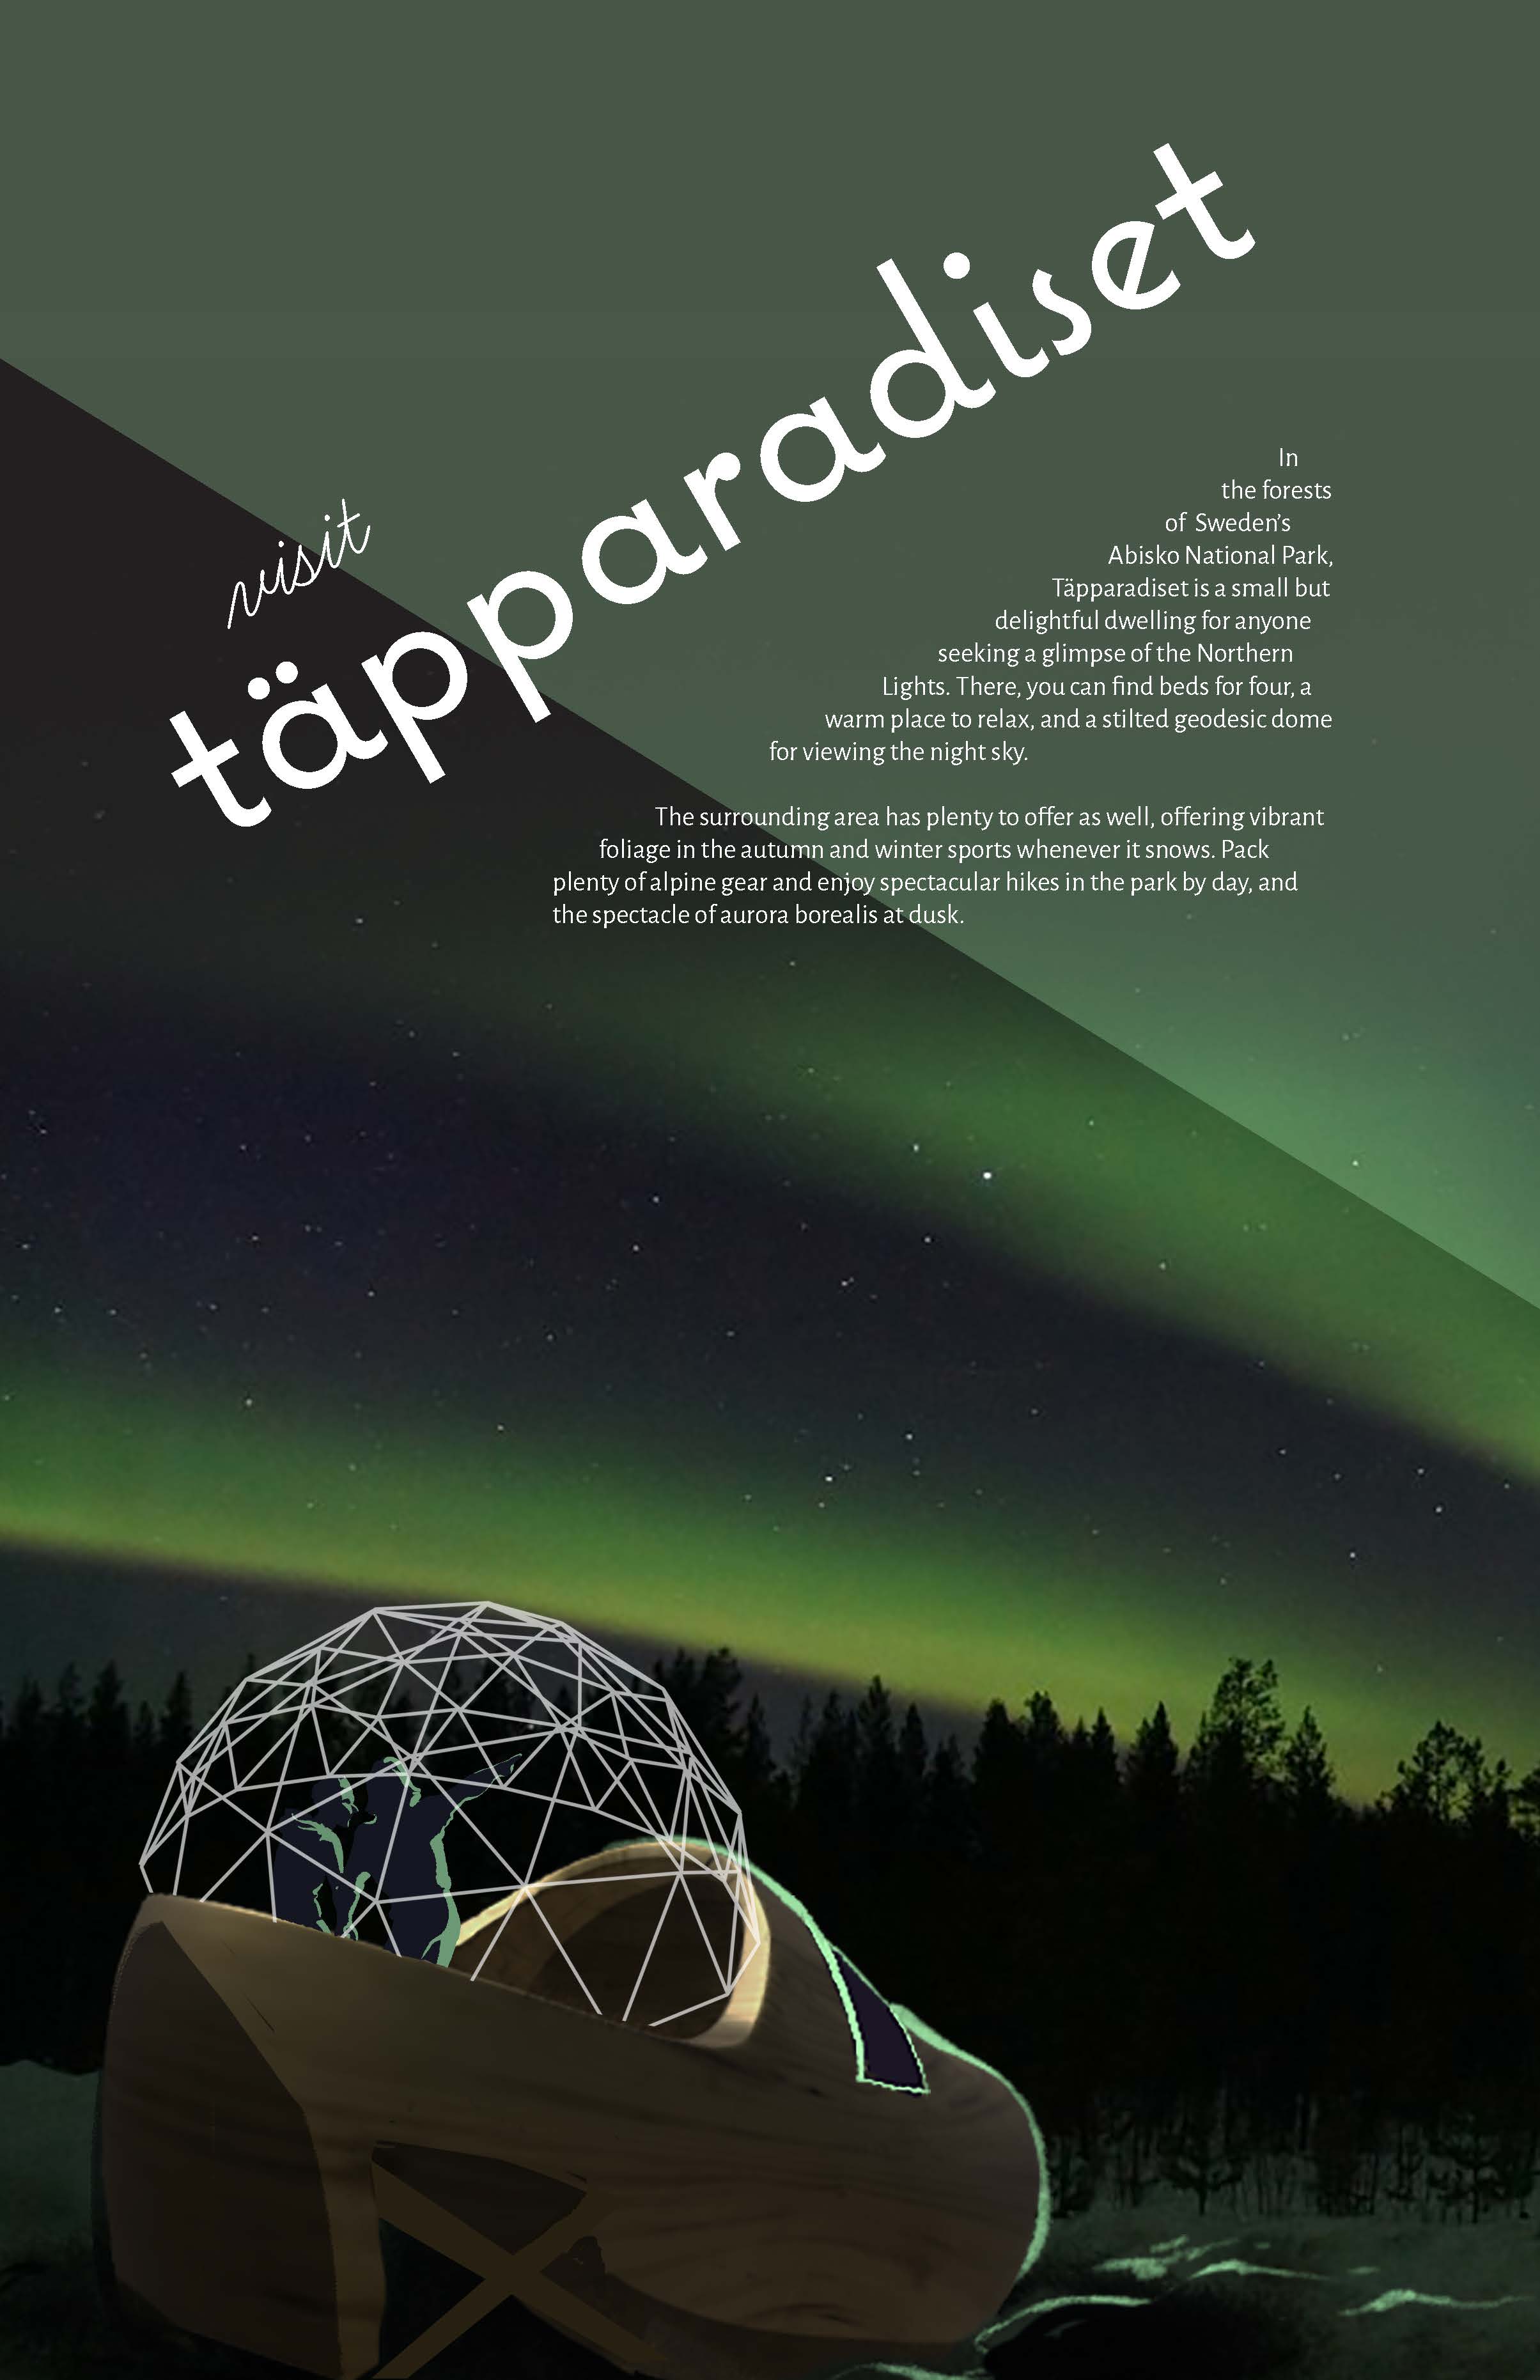 visit
täpparadiset
In
the forests
of Sweden’s
Abisko National Park,
Täpparadiset is a small but
delightful dwelling for anyone
seeking a glimpse of the Northern
Lights. There, you can find beds for four, a
warm place to relax, and a stilted geodesic dome
for viewing the night sky.
The surrounding area has plenty to offer as well, offering vibrant
foliage in the autumn and winter sports whenever it snows. Pack
plenty of alpine gear and enjoy spectacular hikes in the park by day, and
the spectacle of aurora borealis at dusk.